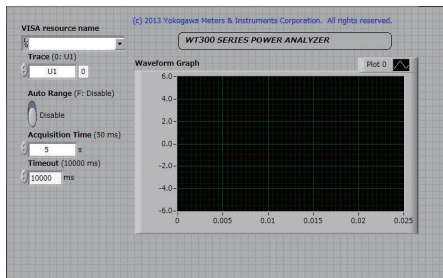 (c) 2013 Yokogawa Meters & Instruments Corporation. All rights reserved.
VISA resource name
WT300 SERIES POWER ANALYZER
Trace (0: U1)
U1 0
Auto Range (F: Disable)
Disable
Acquisition Time (50 ms)
5 s
Timeout (10000 ms)
10000 ms
Waveform Graph
Plot 0
6.0
4.0
2.0
0.0
-2.0
-4.0
-6.0
0 0.005 0.01 0.015 0.02 0.025